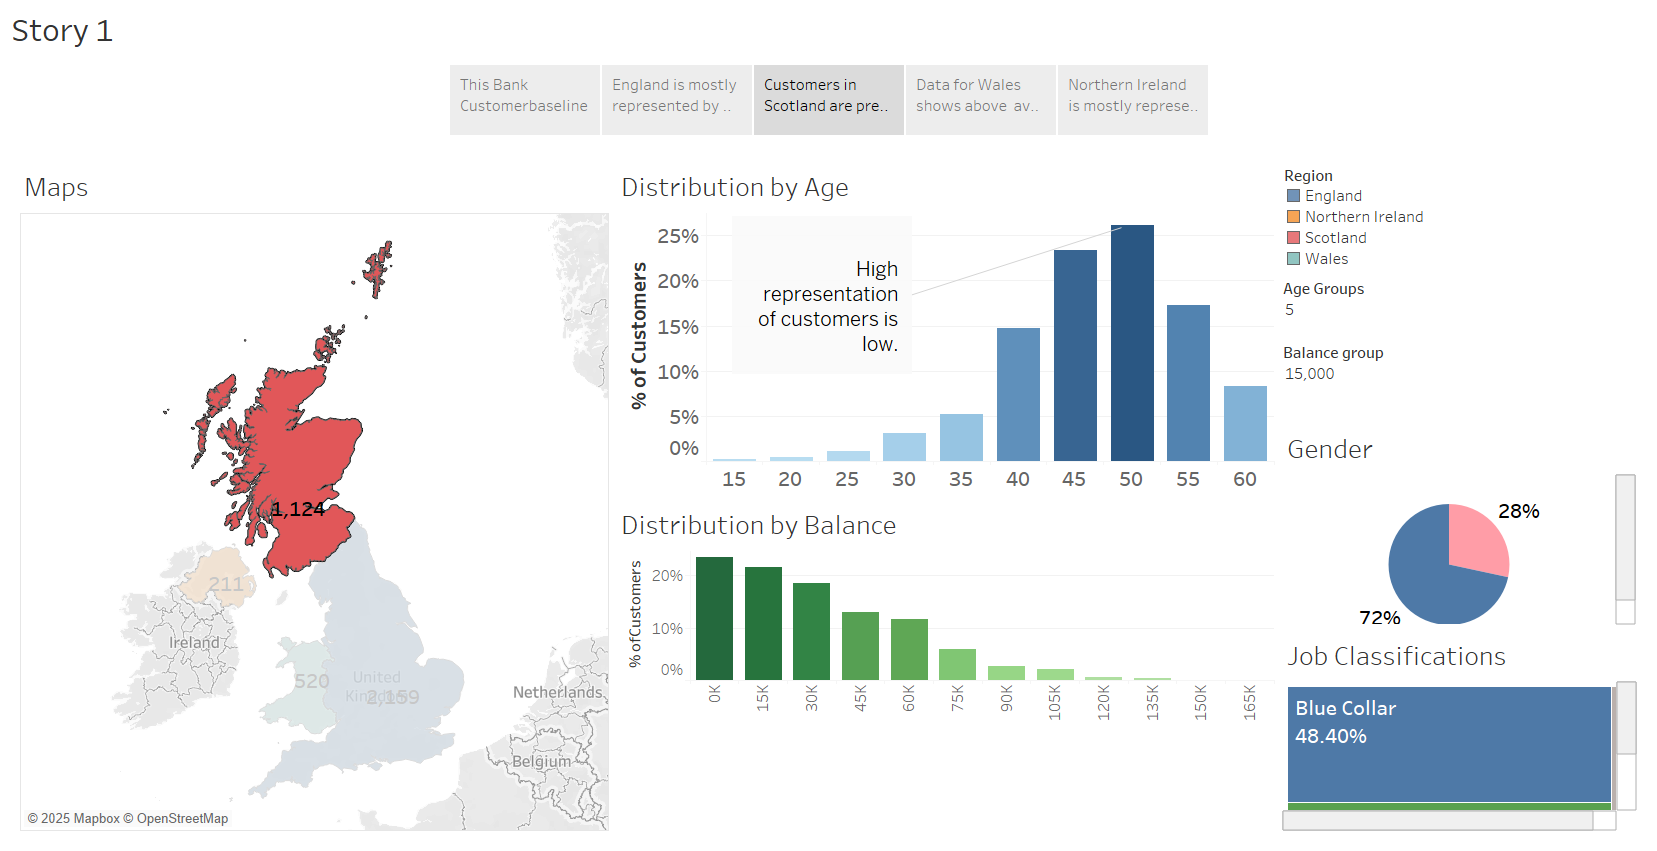 Story 1
This Bank
Customerbaseline
England is mostly
represented by ..
Customers in
Scotland are pre..
Data for Wales
shows above av..
Northern Ireland
is mostly represe..
Maps
1,124
211
Ireland
520
United
2,159
Netherlands
Belgium
© 2025 Mapbox © OpenStreetMap
Distribution by Age
% of Customers
25%
20%
15%
10%
5%
0%
High
representation
of customers is
low.
15 20 25 30 35 40 45 50 55 60
Distribution by Balance
% ofCustomers
20%
10%
0%
0K 15K 30K 45K 60K 75K 90K 105K 120K 135K 150K 165K
Region
England
Northern Ireland
Scotland
Wales
Age Groups
5
Balance group
15,000
Gender
28%
72%
Job Classifications
Blue Collar
48.40%